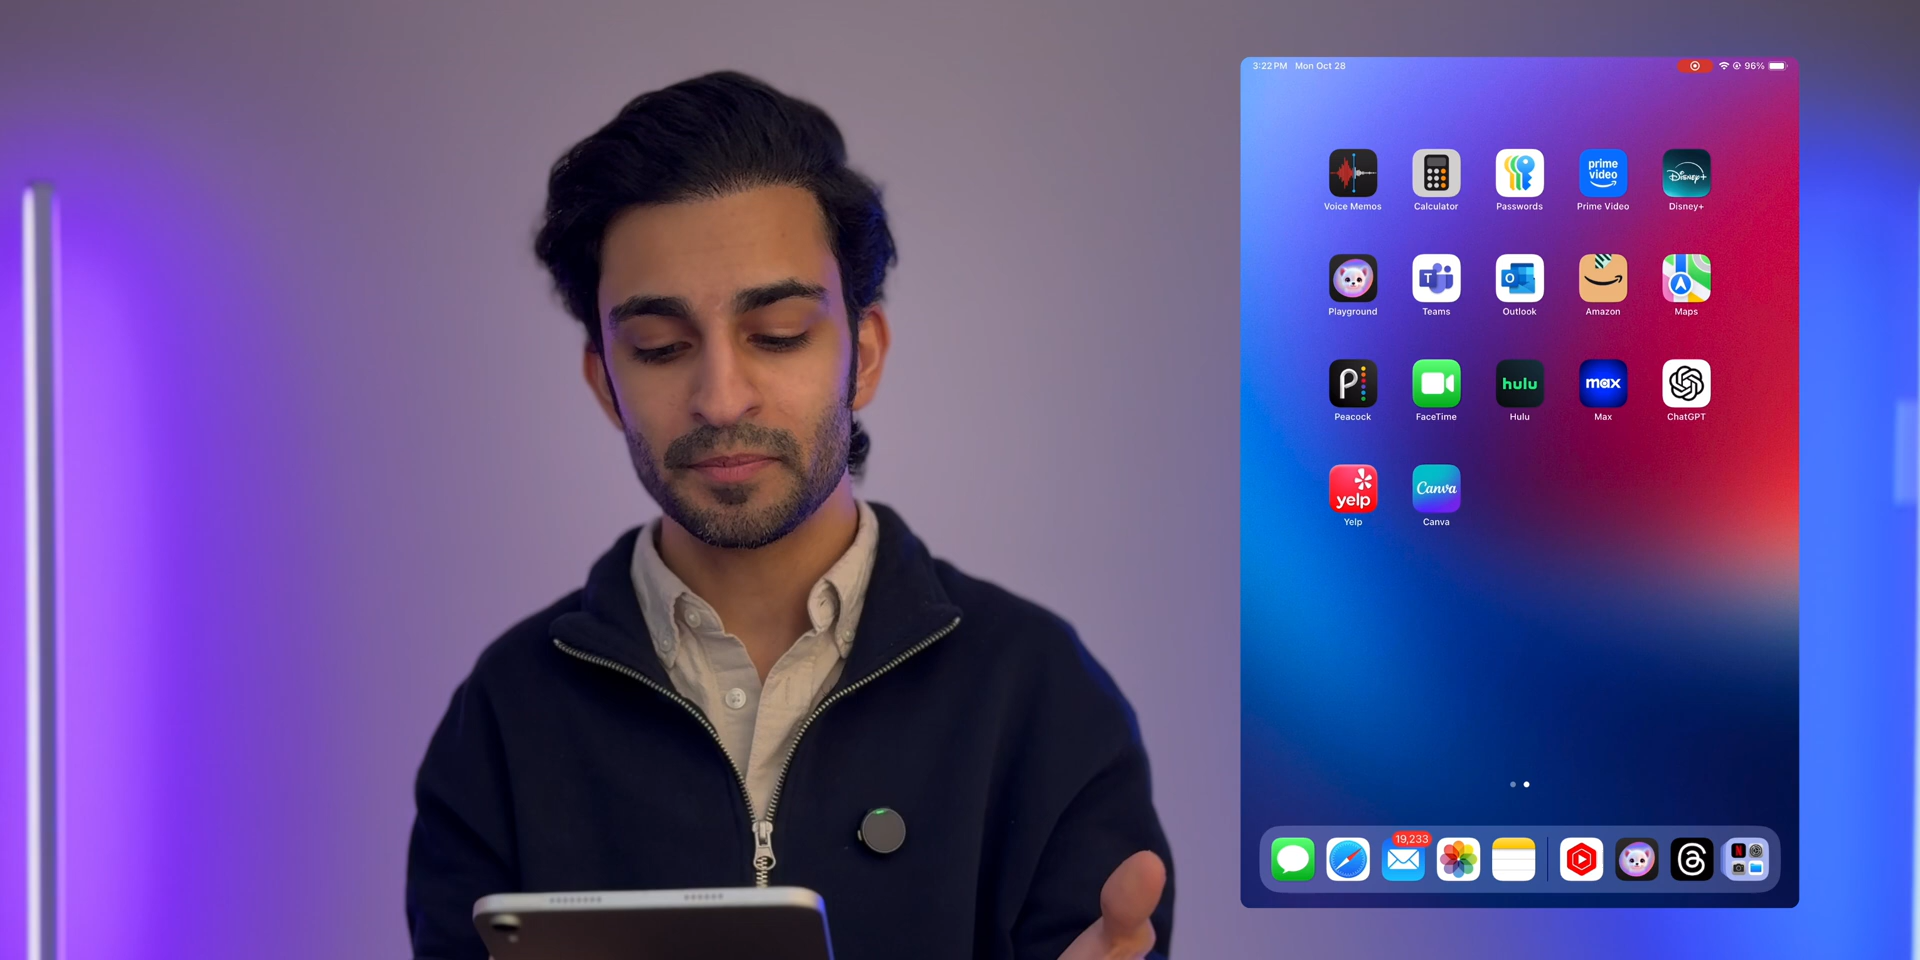 3:22 PM Mon Oct 28 96%
prime video
Disney+
Voice Memos Calculator Passwords Prime Video Disney+
T O
Playground Teams Outlook Amazon Maps
P hulu max
Peacock FaceTime Hulu Max ChatGPT
yelp Canva
Yelp Canva
19,233
N